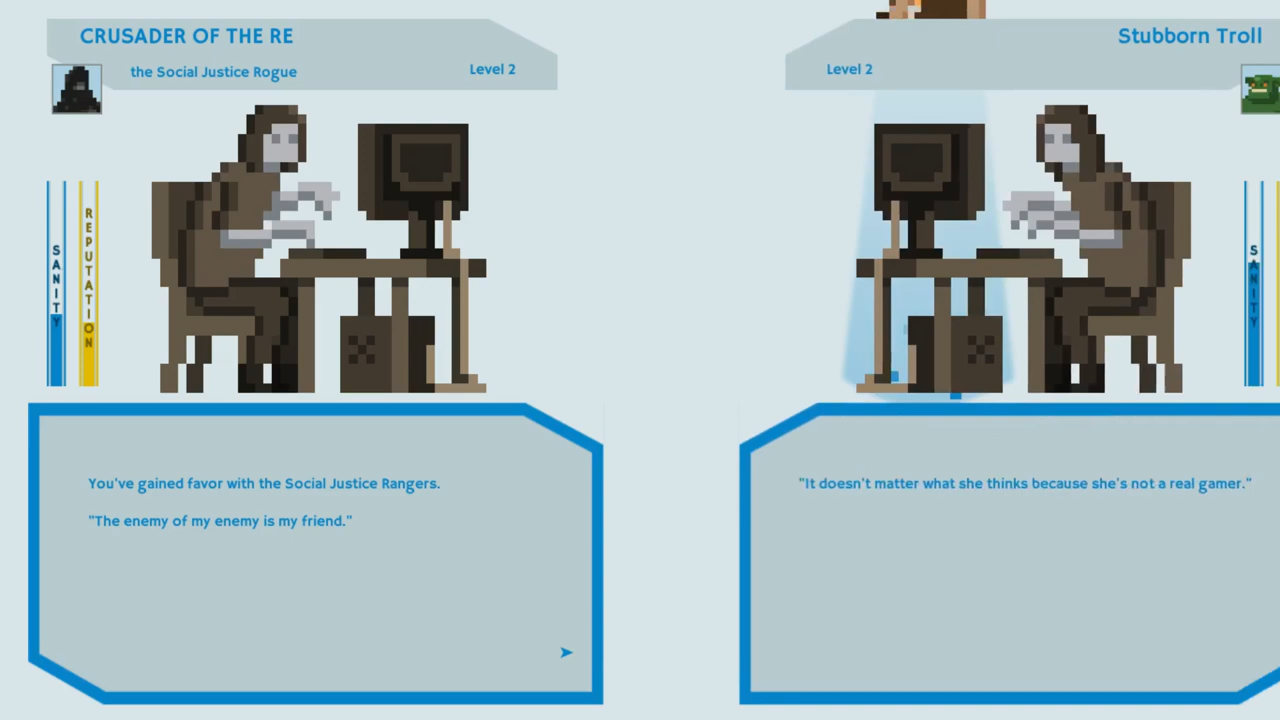 CRUSADER OF THE RE
the Social Justice Rogue
Level 2
SANITY
REPUTATION
You've gained favor with the Social Justice Rangers.
"The enemy of my enemy is my friend."
Stubborn Troll
Level 2
SANITY
"It doesn't matter what she thinks because she's not a real gamer."